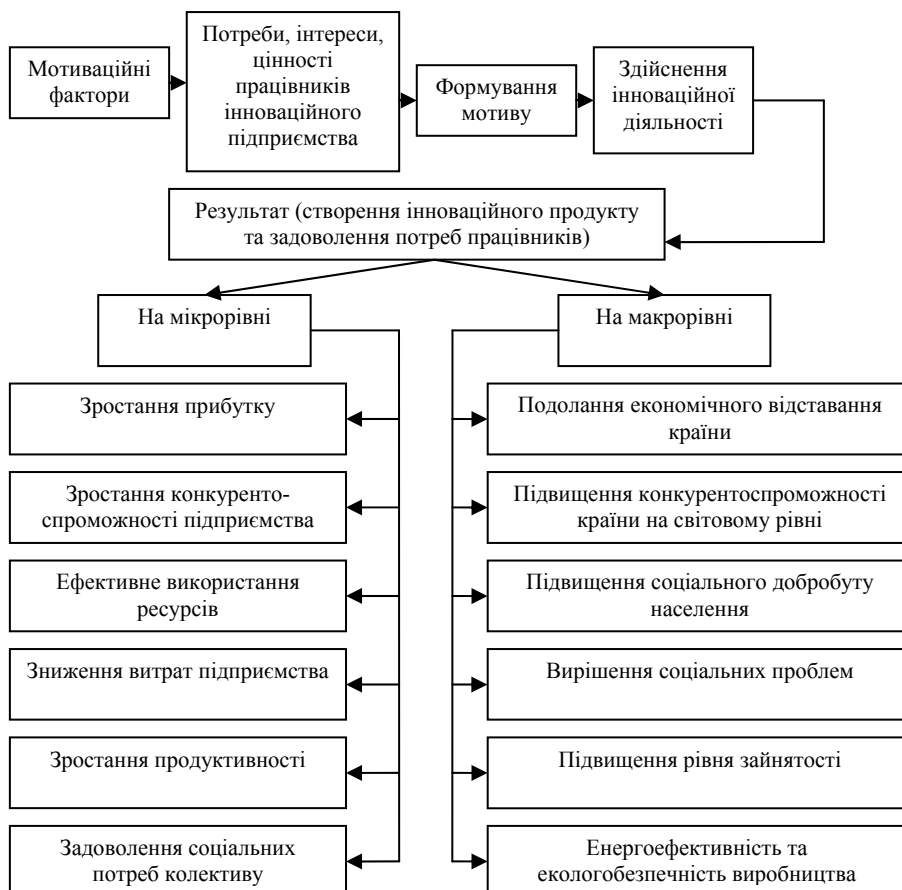 Мотиваційні
фактори
Потреби, інтереси,
цінності
працівників
інноваційного
підприємства
Формування
мотиву
Здійснення
інноваційної
діяльності
Результат (створення інноваційного продукту
та задоволення потреб працівників)
На мікрорівні
На макрорівні
Зростання прибутку
Зростання конкуренто-
спроможності підприємства
Ефективне використання
ресурсів
Зниження витрат підприємства
Зростання продуктивності
Задоволення соціальних
потреб колективу
Подолання економічного відставання
країни
Підвищення конкурентоспроможності
країни на світовому рівні
Підвищення соціального добробуту
населення
Вирішення соціальних проблем
Підвищення рівня зайнятості
Енергоефективність та
екологобезпечність виробництва